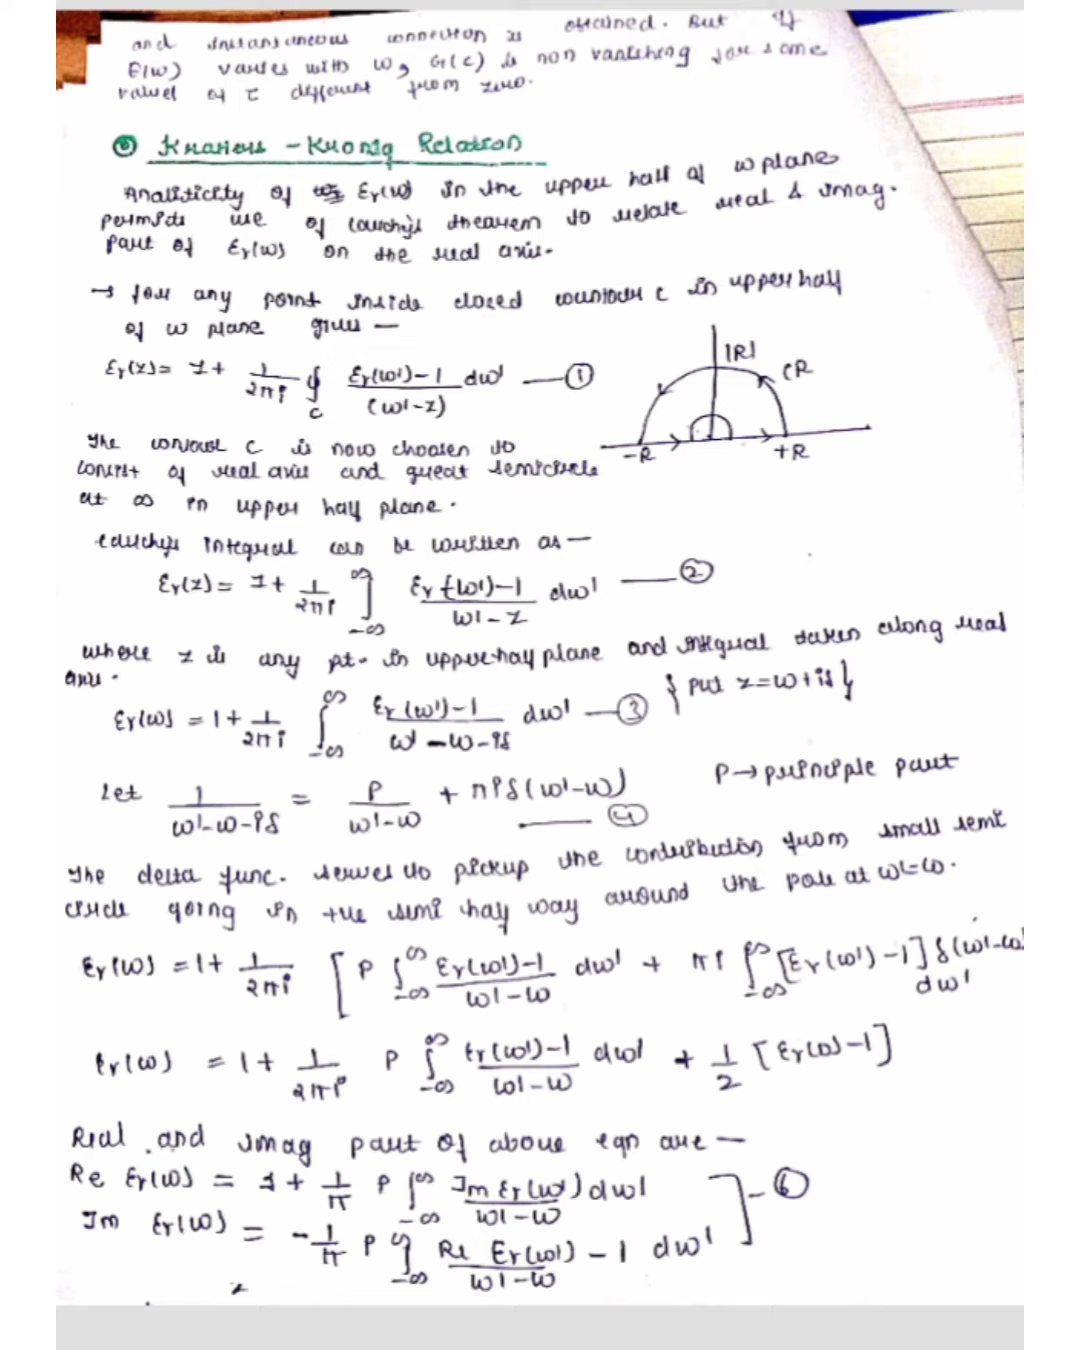 and instansaneous connection is obtained. But if
E(w) varies with w, G(τ) is non vanishing for some
values of τ different from zero.
Kramers - Kronig Relation
Analiticity of Er(w) in the upper half of w plane
permids use of Cauchy's thearem to relate real & imag.
part of Er(w) on the real axis.
→ for any point inside closed countour c in upper half
of w plane gives —
Er(z) = 1 + 1/2πi ∮c Er(w')-1/(w'-z) dw' — ①
|R|
CR
-R +R
The contour c is now choosen to
consist of real axis and great semicircle
at ∞ in upper half plane.
Cauchy's integral can be written as —
Er(z) = 1 + 1/2πi ∫-∞^∞ Er(w')-1/w'-z dw' — ②
where z is any pt. in upper half plane and integral taken along real
axis.
Er(w) = 1 + 1/2πi ∫-∞^∞ Er(w')-1/w'-w-iδ dw' — ③ {Put z=w+iδ}
Let 1/w'-w-iδ = P/w'-w + πiδ(w'-w) — ④ P→principle part
The delta func. serves to pickup the contribution from small semi
circle going in +ve semi half way around the pole at w'=w.
Er(w) = 1 + 1/2πi [P ∫-∞^∞ Er(w')-1/w'-w dw' + πi ∫-∞^∞ [Er(w')-1] δ(w'-w) dw'
Er(w) = 1 + 1/2πi P ∫-∞^∞ Er(w')-1/w'-w dw' + 1/2 [Er(w)-1]
Real and imag part of above eqn are —
Re Er(w) = 1 + 1/π P ∫-∞^∞ Im Er(w')/w'-w dw' ] - ⑥
Im Er(w) = -1/π P ∫-∞^∞ Re Er(w')-1/w'-w dw'